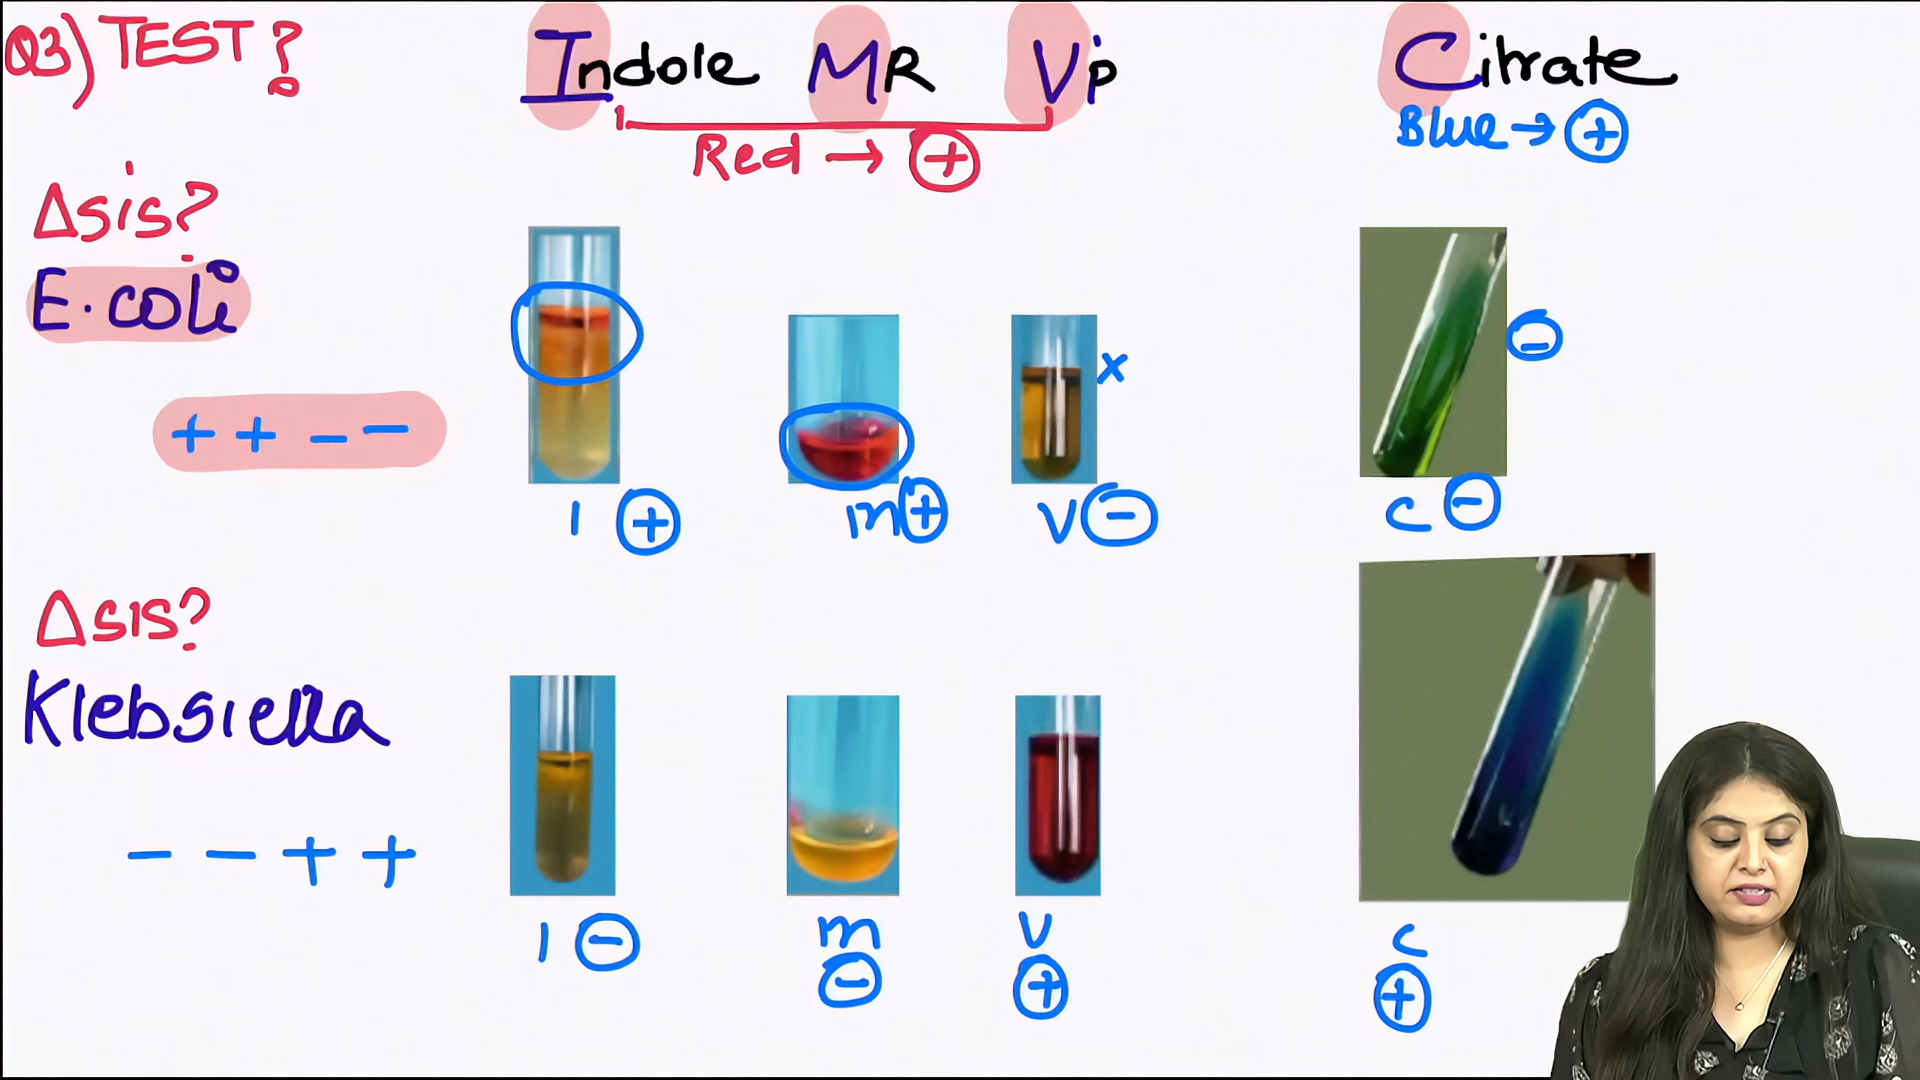 Q3) TEST ?
Indole MR Vp Citrate
Red → + Blue → +
Δsis?
E.coli
x −
+ + − −
I + m + V − C −
Δsis?
Klebsiella
− − + +
I − m V C
− + +